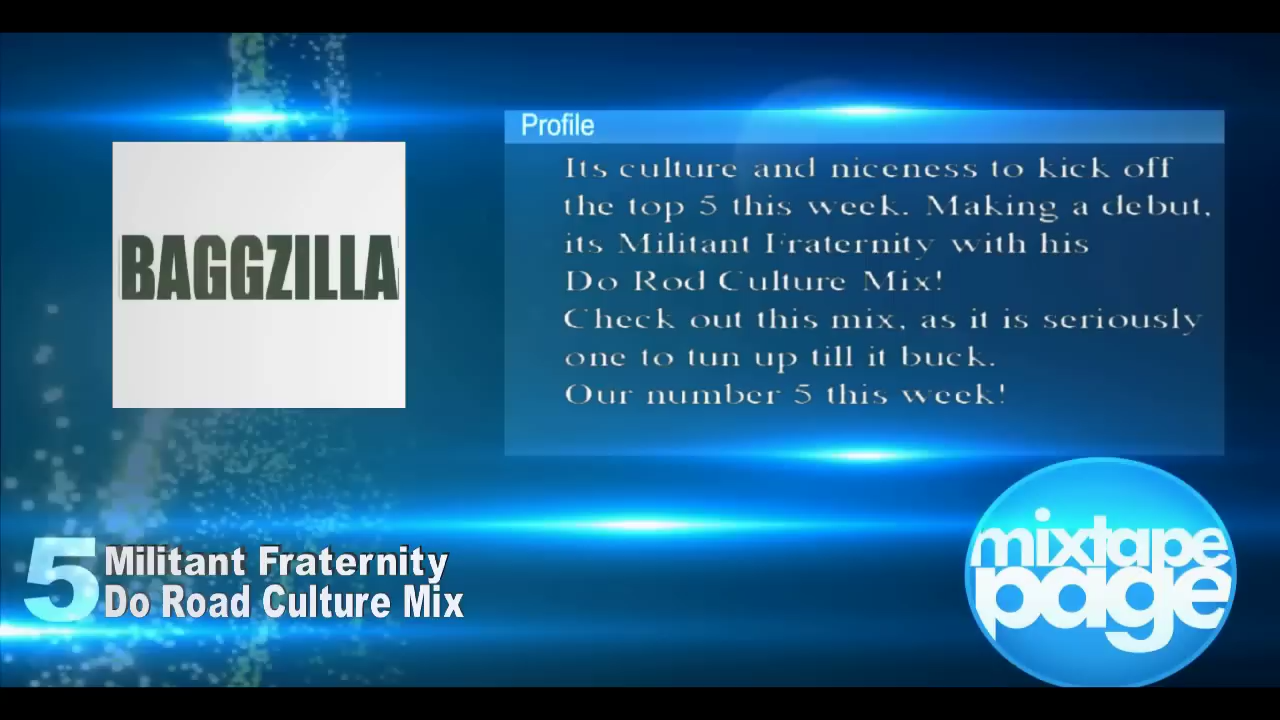 BAGGZILLA
Profile
Its culture and niceness to kick off
the top 5 this week. Making a debut,
its Militant Fraternity with his
Do Rod Culture Mix!
Check out this mix, as it is seriously
one to tun up till it buck.
Our number 5 this week!
5
Militant Fraternity
Do Road Culture Mix
mixtape
page